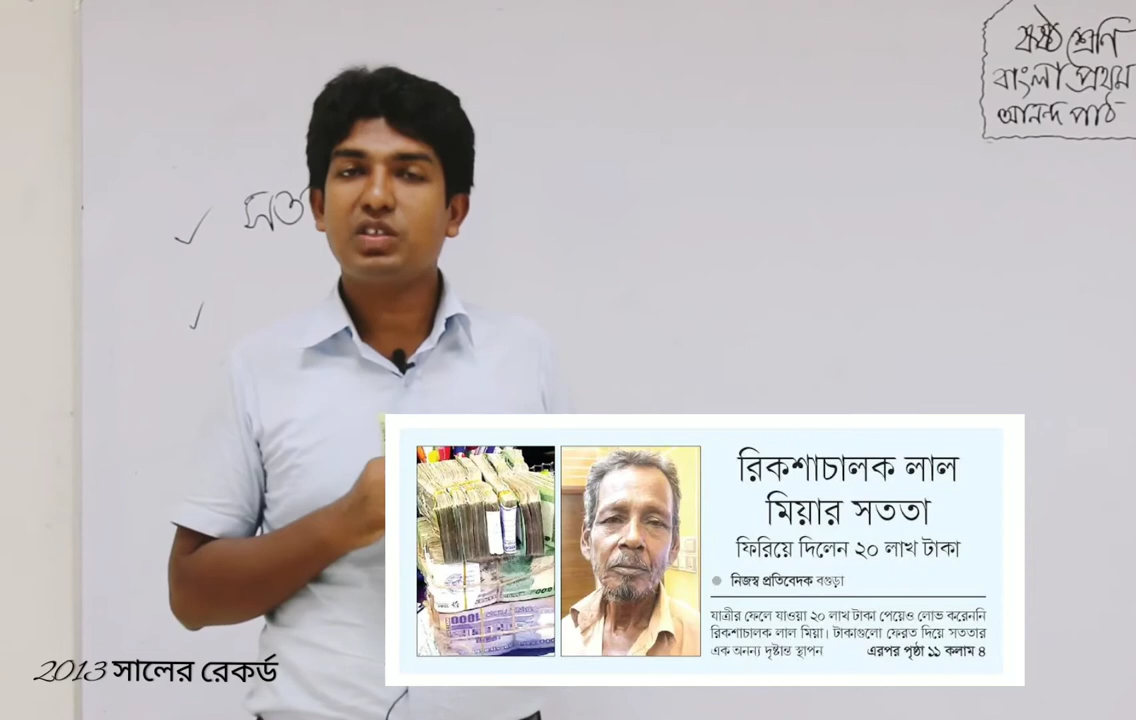 ষষ্ঠ শ্রেণি
বাংলা প্রথম
আনন্দ পাঠ
সত
রিকশাচালক লাল
মিয়ার সততা
ফিরিয়ে দিলেন ২০ লাখ টাকা
নিজস্ব প্রতিবেদক বগুড়া
যাত্রীর ফেলে যাওয়া ২০ লাখ টাকা পেয়েও লোভ করেননি
রিকশাচালক লাল মিয়া। টাকাগুলো ফেরত দিয়ে সততার
এক অনন্য দৃষ্টান্ত স্থাপন এরপর পৃষ্ঠা ১১ কলাম ৪
2013 সালের রেকর্ড